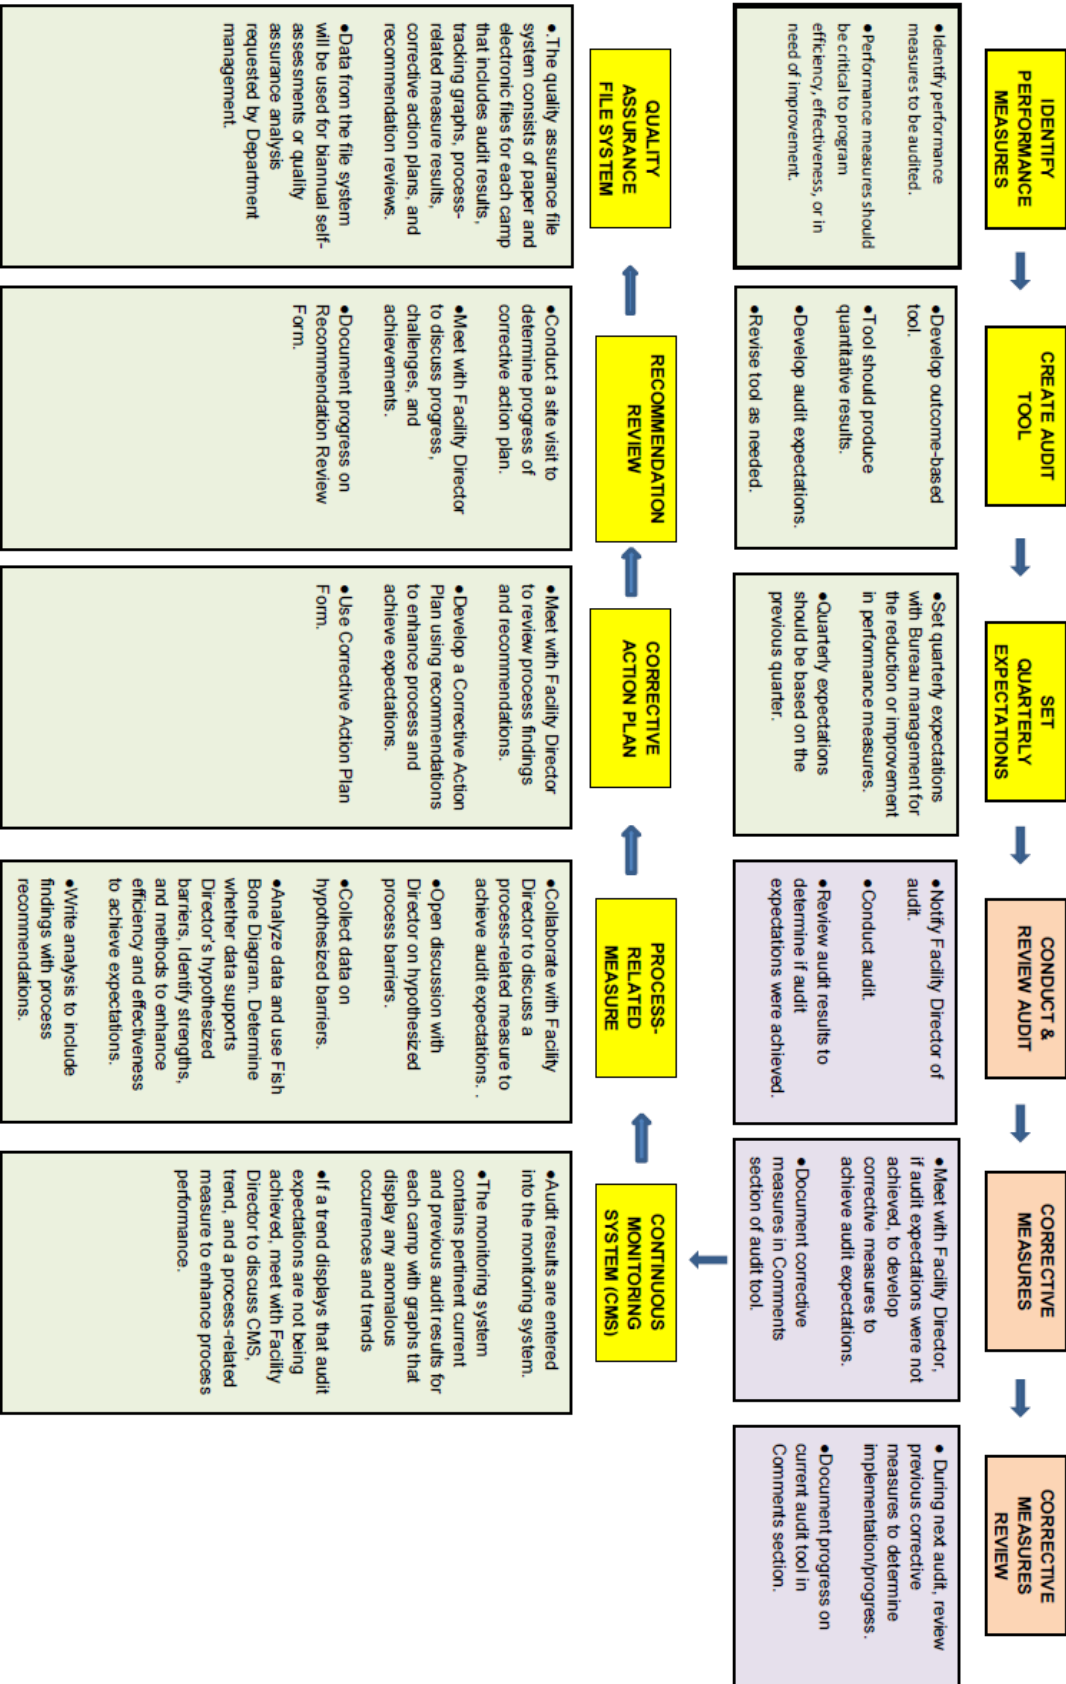 IDENTIFY
PERFORMANCE
MEASURES
●Identify performance
measures to be audited.
●Performance measures should
be critical to program
efficiency, effectiveness, or in
need of improvement.
CREATE AUDIT
TOOL
●Develop outcome-based
tool.
●Tool should produce
quantitative results.
●Develop audit expectations.
●Revise tool as needed.
SET
QUARTERLY
EXPECTATIONS
●Set quarterly expectations
with Bureau management for
the reduction or improvement
in performance measures.
●Quarterly expectations
should be based on the
previous quarter.
CONDUCT &
REVIEW AUDIT
●Notify Facility Director of
audit.
●Conduct audit.
●Review audit results to
determine if audit
expectations were achieved.
CORRECTIVE
MEASURES
●Meet with Facility Director,
if audit expectations were not
achieved, to develop
corrective measures to
achieve audit expectations.
●Document corrective
measures in Comments
section of audit tool.
CORRECTIVE
MEASURES
REVIEW
● During next audit, review
previous corrective
measures to determine
implementation/progress.
●Document progress on
current audit tool in
Comments section.
QUALITY
ASSURANCE
FILE SYSTEM
●.The quality assurance file
system consists of paper and
electronic files for each camp
that includes audit results,
tracking graphs, process-
related measure results,
corrective action plans, and
recommendation reviews.
●Data from the file system
will be used for biannual self-
assessments or quality
assurance analysis
requested by Department
management.
RECOMMENDATION
REVIEW
●Conduct a site visit to
determine progress of
corrective action plan.
●Meet with Facility Director
to discuss progress,
challenges, and
achievements.
●Document progress on
Recommendation Review
Form.
CORRECTIVE
ACTION PLAN
●Meet with Facility Director
to review process findings
and recommendations.
●Develop a Corrective Action
Plan using recommendations
to enhance process and
achieve expectations.
●Use Corrective Action Plan
Form.
PROCESS-
RELATED
MEASURE
●Collaborate with Facility
Director to discuss a
process-related measure to
achieve audit expectations. .
●Open discussion with
Director on hypothesized
process barriers.
●Collect data on
hypothesized barriers.
●Analyze data and use Fish
Bone Diagram. Determine
whether data supports
Director's hypothesized
barriers, Identify strengths,
and methods to enhance
efficiency and effectiveness
to achieve expectations.
●Write analysis to include
findings with process
recommendations.
CONTINUOUS
MONITORING
SYSTEM (CMS)
●Audit results are entered
into the monitoring system.
●The monitoring system
contains pertinent current
and previous audit results for
each camp with graphs that
display any anomalous
occurrences and trends
●If a trend displays that audit
expectations are not being
achieved, meet with Facility
Director to discuss CMS,
trend, and a process-related
measure to enhance process
performance.